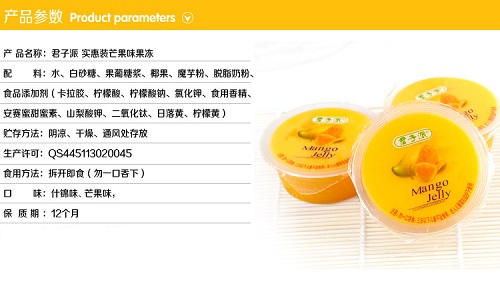 产品参数 Product parameters
产 品 名称：君子派 实惠装芒果味果冻
配 料：水、白砂糖、果葡糖浆、椰果、魔芋粉、脱脂奶粉、
食品添加剂（卡拉胶、柠檬酸、柠檬酸钠、氯化钾、食用香精、
安赛蜜甜蜜素、山梨酸钾、二氧化钛、日落黄、柠檬黄）
贮存方法：阴凉、干燥、通风处存放
生产许可：QS445113020045
食用方法：拆开即食（勿一口吞下）
口 味：什锦味、芒果味，
保 质 期：12个月
君子派
Mango
Jelly
君子派
Mango
Jelly